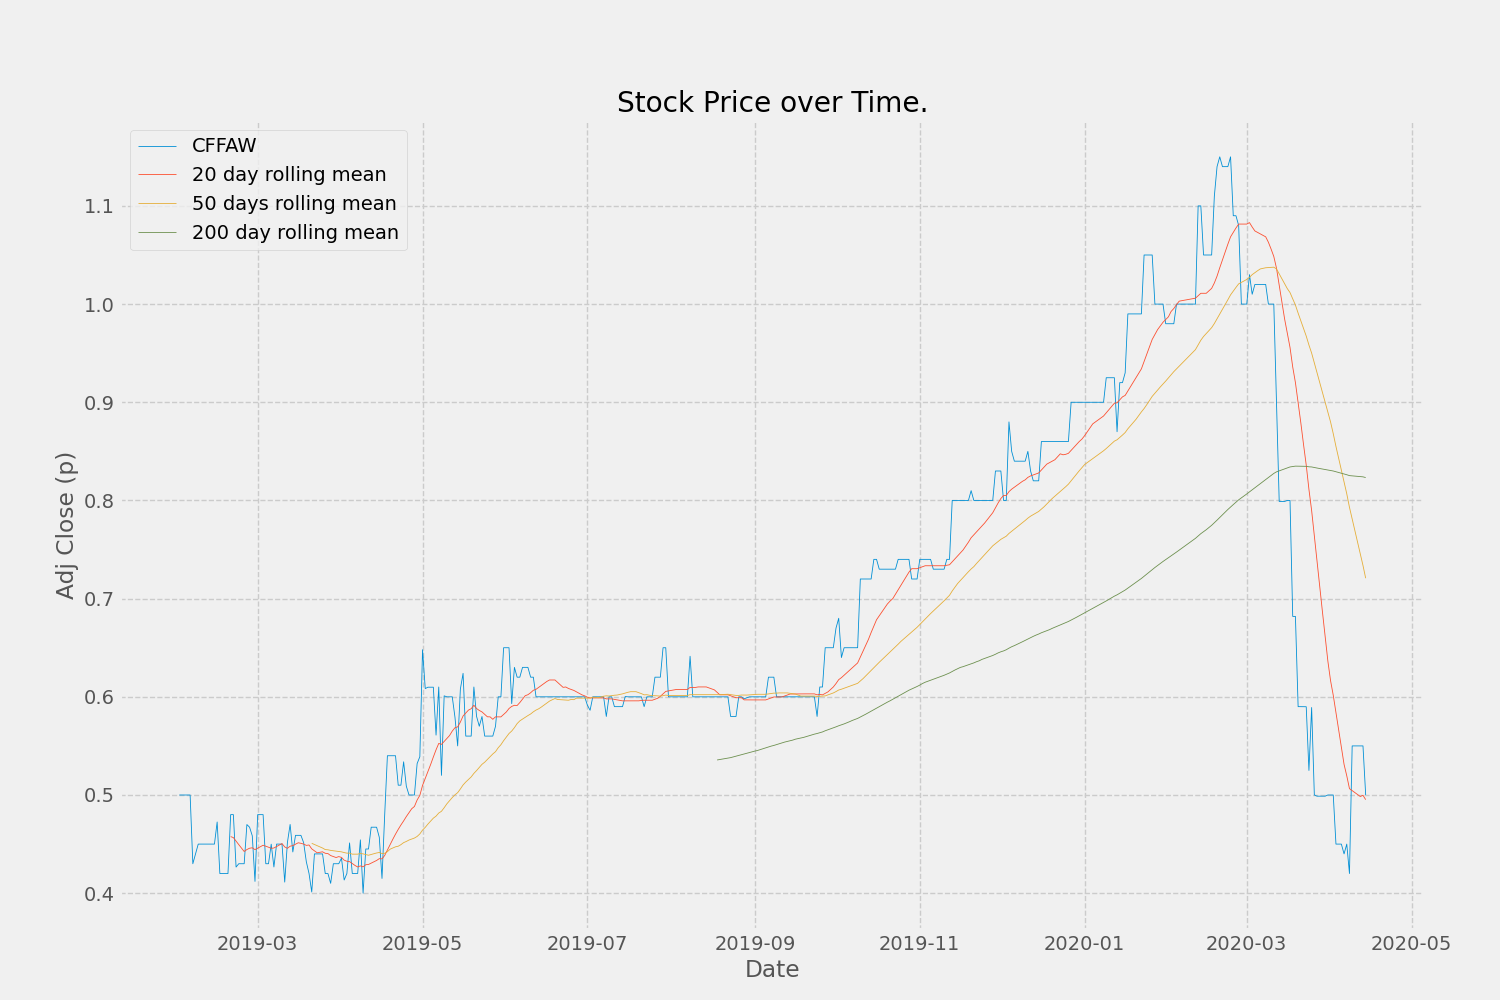 Stock Price over Time.
CFFAW
20 day rolling mean
50 days rolling mean
200 day rolling mean
Adj Close (p)
1.1
1.0
0.9
0.8
0.7
0.6
0.5
0.4
2019-03 2019-05 2019-07 2019-09 2019-11 2020-01 2020-03 2020-05
Date